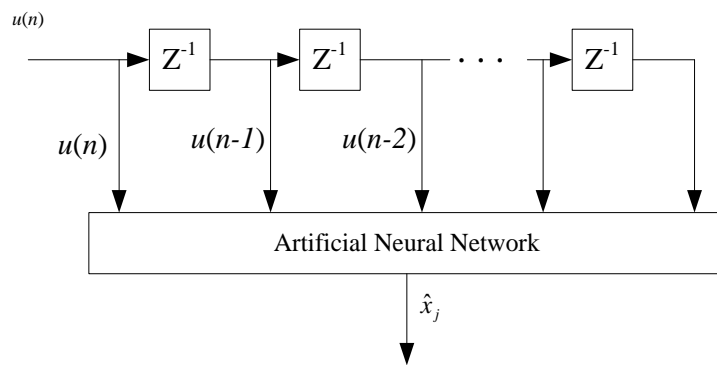 u(n)
Z⁻¹ Z⁻¹ · · · Z⁻¹
u(n) u(n-1) u(n-2)
Artificial Neural Network
x̂ⱼ